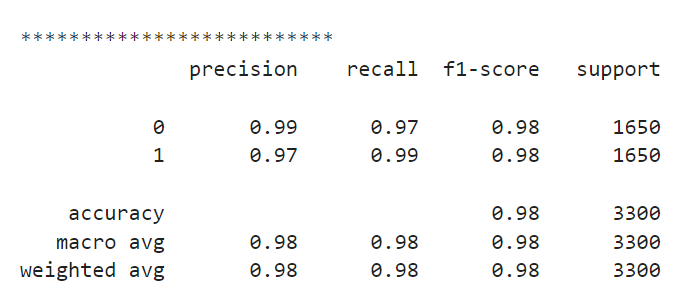 **************************
precision recall f1-score support
0 0.99 0.97 0.98 1650
1 0.97 0.99 0.98 1650
accuracy 0.98 3300
macro avg 0.98 0.98 0.98 3300
weighted avg 0.98 0.98 0.98 3300